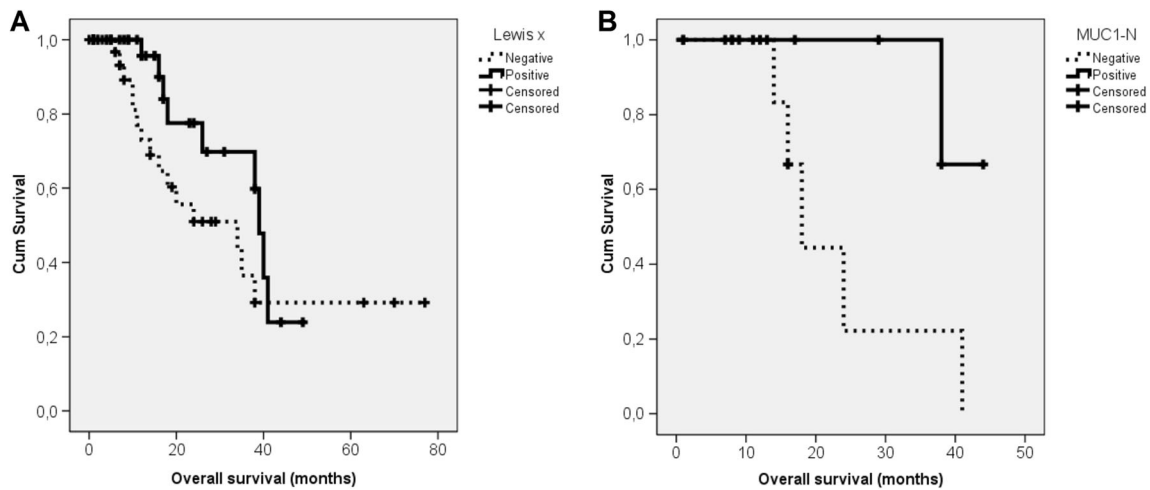 A
Lewis x
Negative
Positive
Censored
Censored
1,0
0,8
0,6
0,4
0,2
0,0
Cum Survival
0 20 40 60 80
Overall survival (months)
B
MUC1-N
Negative
Positive
Censored
Censored
1,0
0,8
0,6
0,4
0,2
0,0
Cum Survival
0 10 20 30 40 50
Overall survival (months)